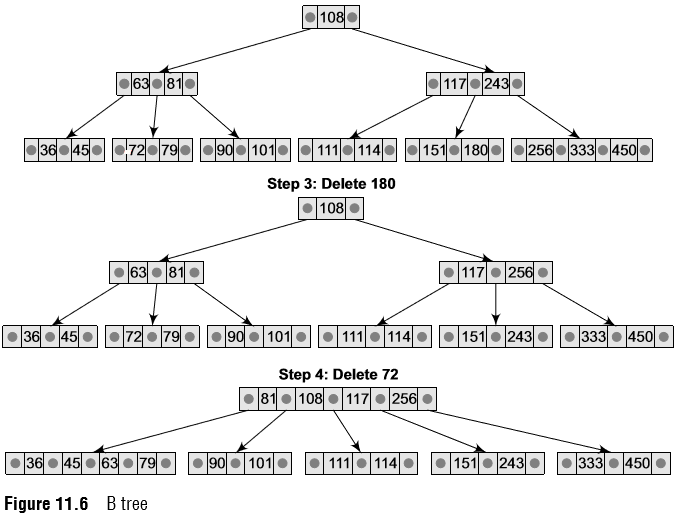 108
63 81 117 243
36 45 72 79 90 101 111 114 151 180 256 333 450
Step 3: Delete 180
108
63 81 117 256
36 45 72 79 90 101 111 114 151 243 333 450
Step 4: Delete 72
81 108 117 256
36 45 63 79 90 101 111 114 151 243 333 450
Figure 11.6 B tree